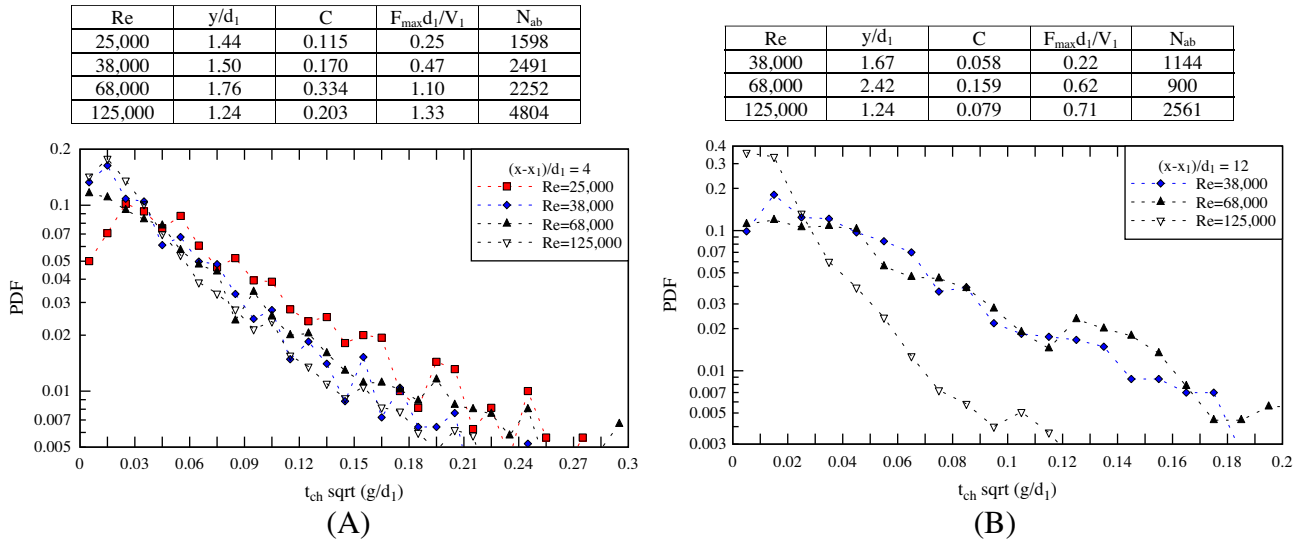 Re y/d1 C Fmaxd1/V1 Nab
25,000 1.44 0.115 0.25 1598
38,000 1.50 0.170 0.47 2491
68,000 1.76 0.334 1.10 2252
125,000 1.24 0.203 1.33 4804
0.2
0.1
0.07
0.05
0.03
0.02
0.01
0.007
0.005
PDF
0 0.03 0.06 0.09 0.12 0.15 0.18 0.21 0.24 0.27 0.3
tch sqrt (g/d1)
(x-x1)/d1 = 4
Re=25,000
Re=38,000
Re=68,000
Re=125,000
(A)
Re y/d1 C Fmaxd1/V1 Nab
38,000 1.67 0.058 0.22 1144
68,000 2.42 0.159 0.62 900
125,000 1.24 0.079 0.71 2561
0.4
0.3
0.2
0.1
0.07
0.05
0.03
0.02
0.01
0.007
0.005
0.003
PDF
0 0.02 0.04 0.06 0.08 0.1 0.12 0.14 0.16 0.18 0.2
tch sqrt (g/d1)
(x-x1)/d1 = 12
Re=38,000
Re=68,000
Re=125,000
(B)